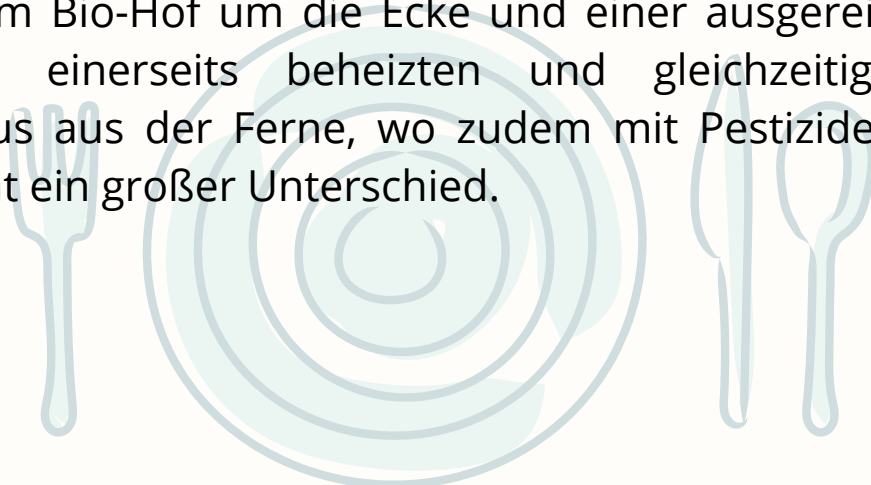 m Bio-Hof um die Ecke und einer ausgerei
einerseits beheizten und gleichzeitig
us aus der Ferne, wo zudem mit Pestizide
t ein großer Unterschied.